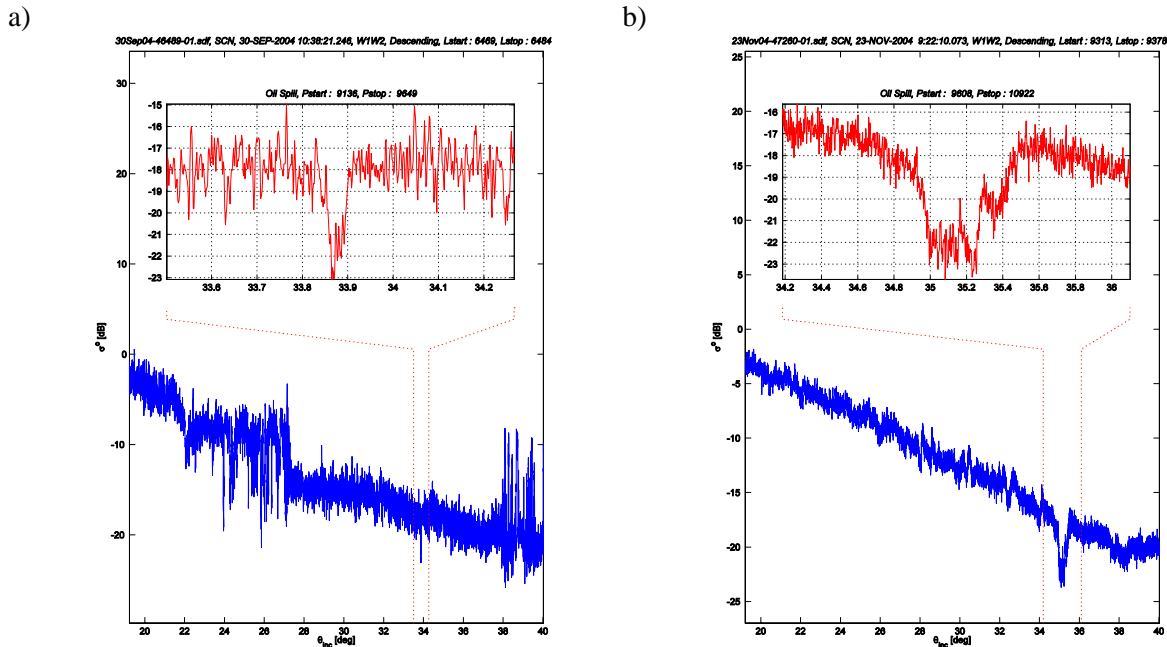 a)
30Sep04-46489-01.sdf, SCN, 30-SEP-2004 10:38:21.246, W1W2, Descending, Lstart : 6469, Lstop : 6484
30
20
10
0
-10
-20
σ° [dB]
Oil Spill, Pstart : 9136, Pstop : 9649
-15
-16
-17
-18
-19
-20
-21
-22
-23
33.6 33.7 33.8 33.9 34 34.1 34.2
20 22 24 26 28 30 32 34 36 38 40
θinc [deg]
b)
23Nov04-47260-01.sdf, SCN, 23-NOV-2004 9:22:10.073, W1W2, Descending, Lstart : 9313, Lstop : 9378
25
20
15
10
5
0
-5
-10
-15
-20
-25
σ° [dB]
Oil Spill, Pstart : 9608, Pstop : 10922
-16
-17
-18
-19
-20
-21
-22
-23
34.2 34.4 34.6 34.8 35 35.2 35.4 35.6 35.8 36
20 22 24 26 28 30 32 34 36 38 40
θinc [deg]